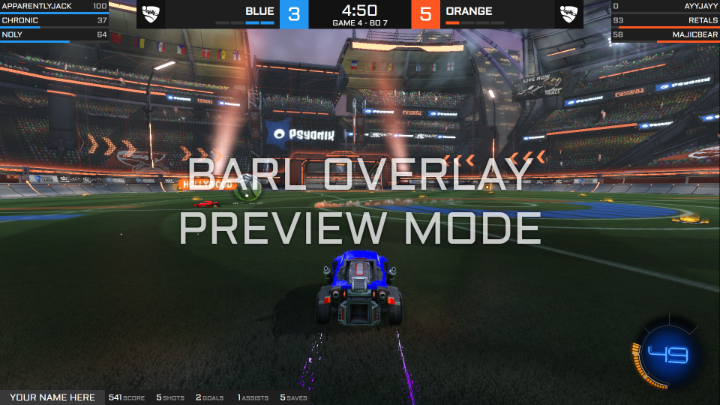 APPARENTLYJACK 100
CHRONIC 37
NOLY 64
BLUE 3
4:50
GAME 4 - BO 7
5 ORANGE
0 AYYJAYY
93 RETALS
58 MAJICBEAR
PSYONIX
BARL OVERLAY
PREVIEW MODE
49
YOUR NAME HERE 541 SCORE 5 SHOTS 2 GOALS 1 ASSISTS 5 SAVES